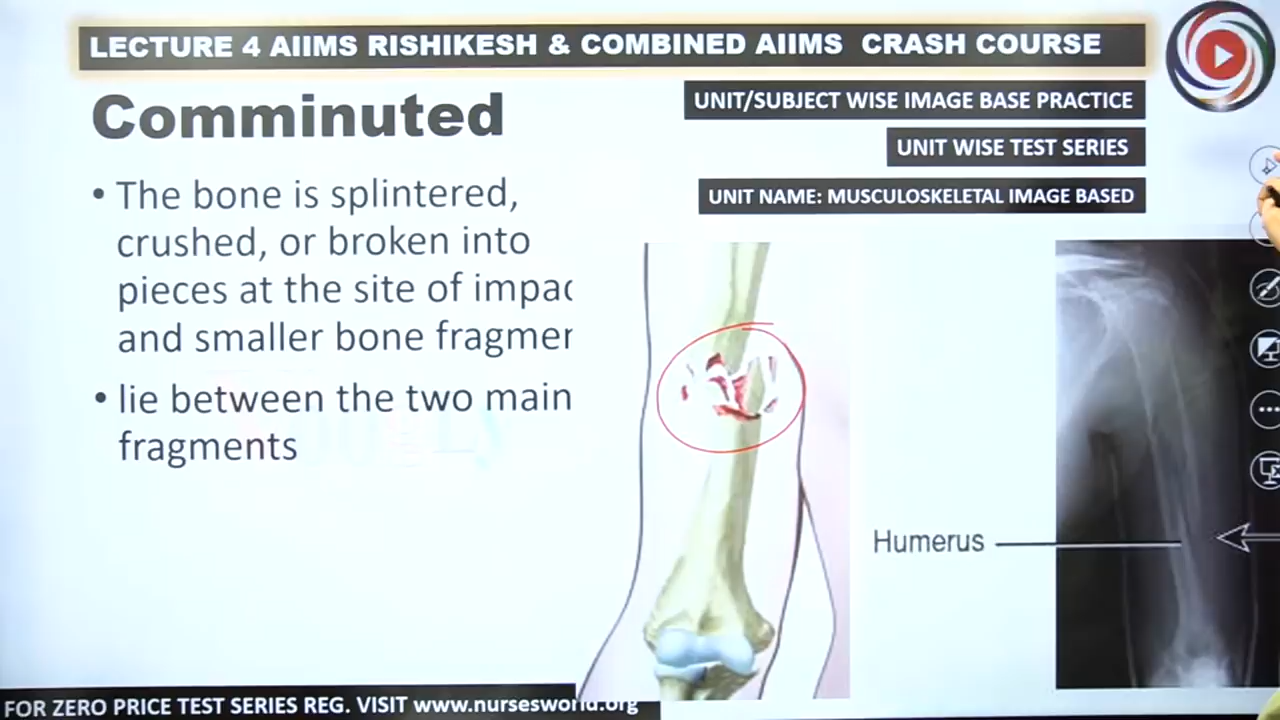 LECTURE 4 AIIMS RISHIKESH & COMBINED AIIMS CRASH COURSE
Comminuted
UNIT/SUBJECT WISE IMAGE BASE PRACTICE
UNIT WISE TEST SERIES
UNIT NAME: MUSCULOSKELETAL IMAGE BASED
• The bone is splintered,
crushed, or broken into
pieces at the site of impac
and smaller bone fragmen
• lie between the two main
fragments
Humerus
FOR ZERO PRICE TEST SERIES REG. VISIT www.nursesworld.org